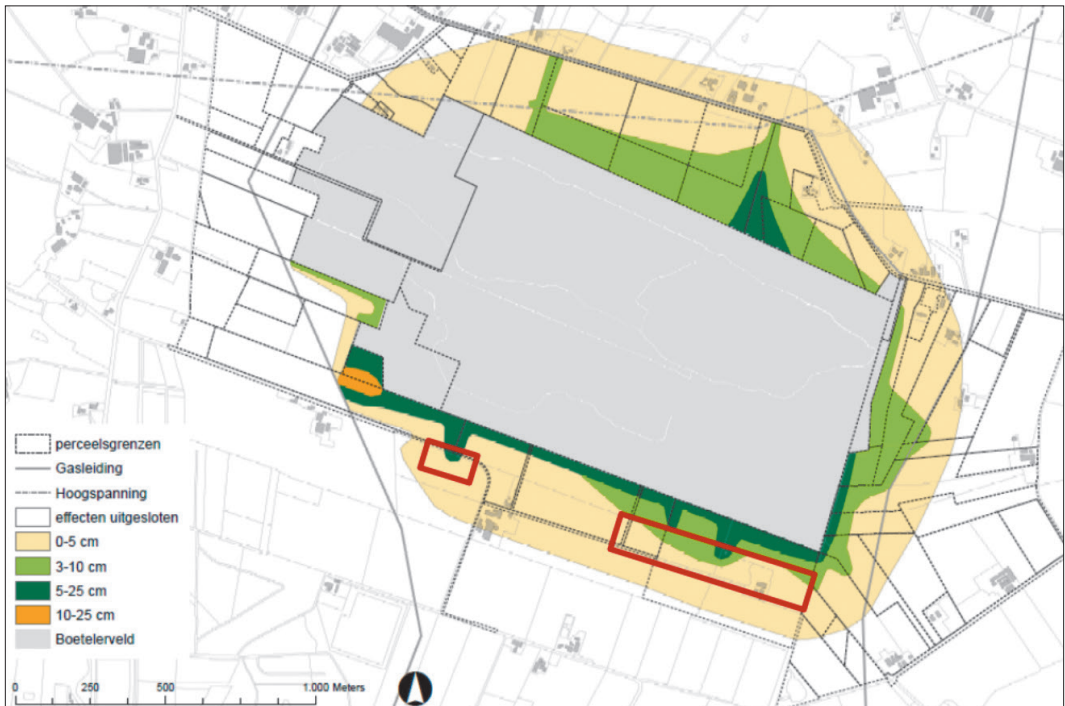 perceelsgrenzen
Gasleiding
Hoogspanning
effecten uitgesloten
0-5 cm
3-10 cm
5-25 cm
10-25 cm
Boetelerveld
0 250 500 1.000 Meters